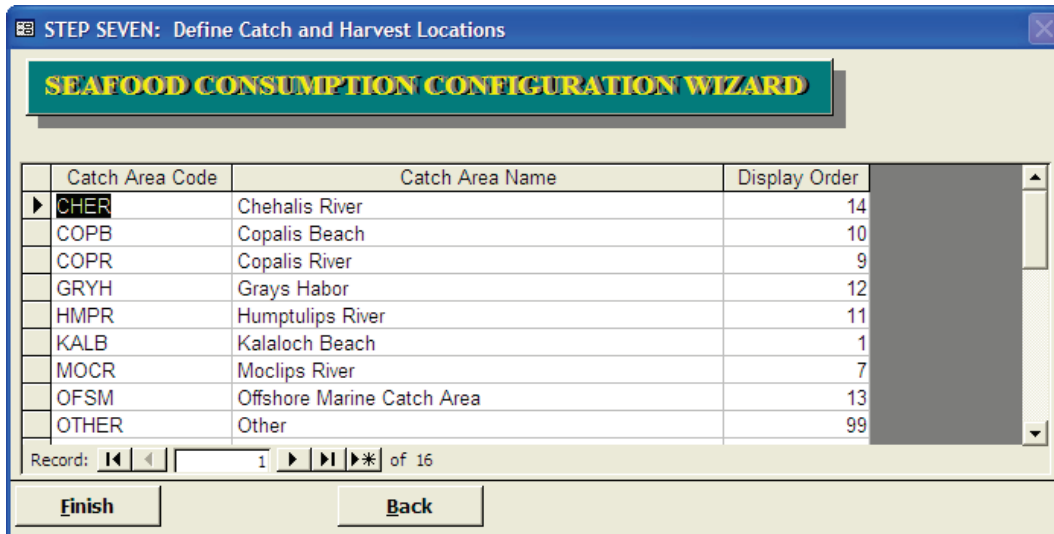 STEP SEVEN: Define Catch and Harvest Locations
SEAFOOD CONSUMPTION CONFIGURATION WIZARD
Catch Area Code Catch Area Name Display Order
CHER Chehalis River 14
COPB Copalis Beach 10
COPR Copalis River 9
GRYH Grays Habor 12
HMPR Humptulips River 11
KALB Kalaloch Beach 1
MOCR Moclips River 7
OFSM Offshore Marine Catch Area 13
OTHER Other 99
Record: 1 of 16
Finish Back